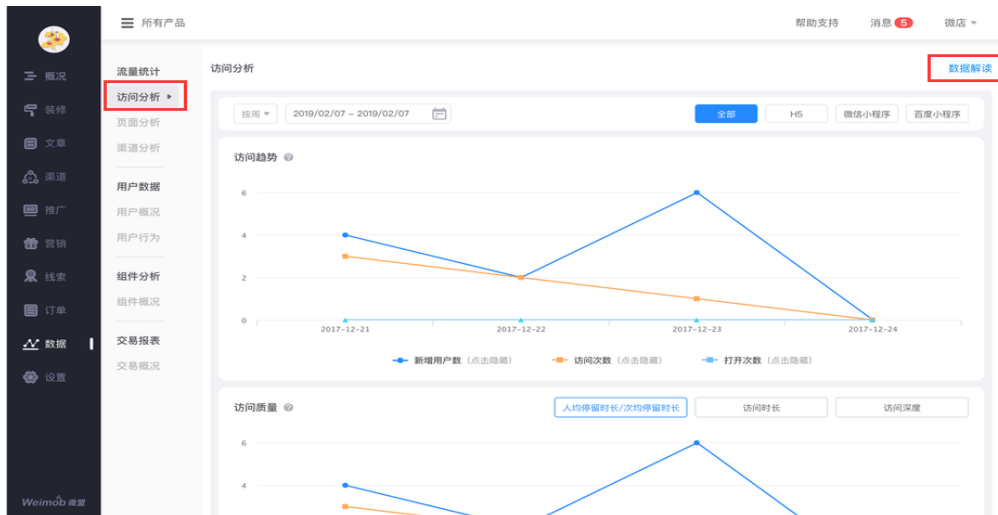 所有产品
帮助支持
消息 5
微店
概况
装修
文章
渠道
推广
营销
线索
订单
数据
设置
Weimob 微盟
流量统计
访问分析
页面分析
渠道分析
用户数据
用户概况
用户行为
组件分析
组件概况
交易报表
交易概况
访问分析
数据解读
按周
2019/02/07 - 2019/02/07
全部
H5
微信小程序
百度小程序
访问趋势
6
4
2
0
2017-12-21
2017-12-22
2017-12-23
2017-12-24
新增用户数 (点击隐藏)
访问次数 (点击隐藏)
打开次数 (点击隐藏)
访问质量
人均停留时长/次均停留时长
访问时长
访问深度
6
4